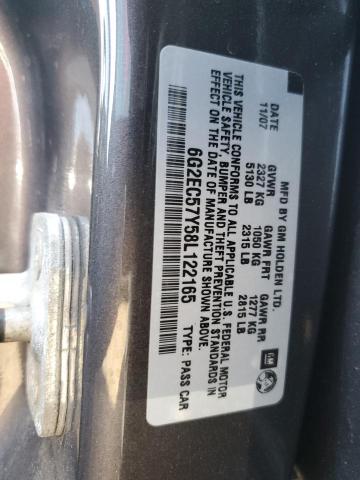 MFD BY GM HOLDEN LTD.
DATE GVWR GAWR FRT GAWR RR
11/07 2327 KG 1050 KG 1277 KG
5130 LB 2315 LB 2815 LB
THIS VEHICLE CONFORMS TO ALL APPLICABLE U.S. FEDERAL MOTOR
VEHICLE SAFETY, BUMPER AND THEFT PREVENTION STANDARDS IN
EFFECT ON THE DATE OF MANUFACTURE SHOWN ABOVE.
6G2EC57Y58L122165 TYPE: PASS CAR
GM